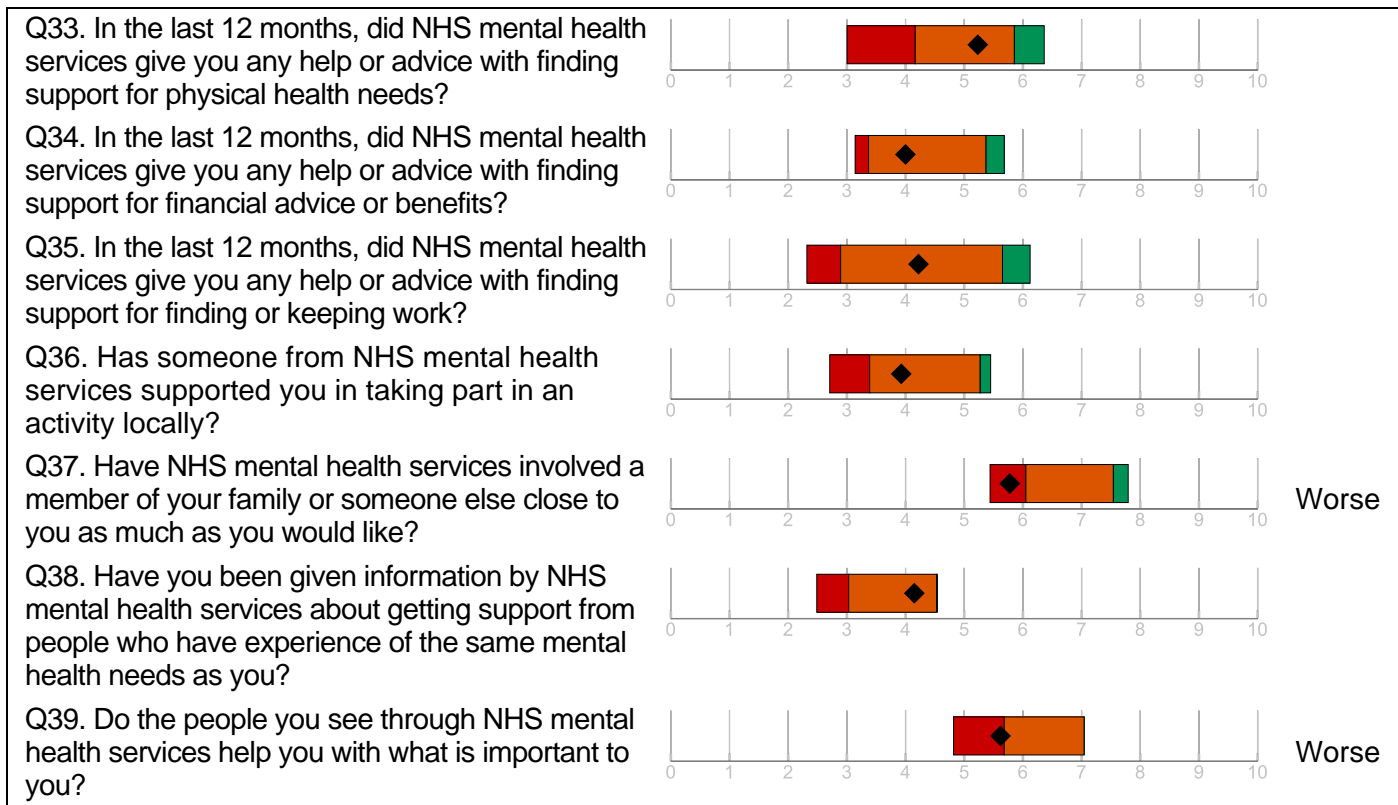 Q33. In the last 12 months, did NHS mental health
services give you any help or advice with finding
support for physical health needs?
0 1 2 3 4 5 6 7 8 9 10
Q34. In the last 12 months, did NHS mental health
services give you any help or advice with finding
support for financial advice or benefits?
0 1 2 3 4 5 6 7 8 9 10
Q35. In the last 12 months, did NHS mental health
services give you any help or advice with finding
support for finding or keeping work?
0 1 2 3 4 5 6 7 8 9 10
Q36. Has someone from NHS mental health
services supported you in taking part in an
activity locally?
0 1 2 3 4 5 6 7 8 9 10
Q37. Have NHS mental health services involved a
member of your family or someone else close to
you as much as you would like?
0 1 2 3 4 5 6 7 8 9 10
Worse
Q38. Have you been given information by NHS
mental health services about getting support from
people who have experience of the same mental
health needs as you?
0 1 2 3 4 5 6 7 8 9 10
Q39. Do the people you see through NHS mental
health services help you with what is important to
you?
0 1 2 3 4 5 6 7 8 9 10
Worse